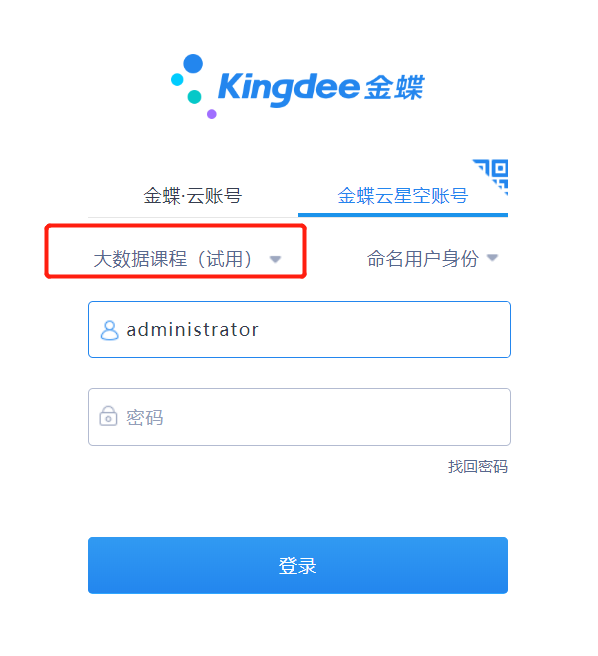 Kingdee金蝶
金蝶·云账号 金蝶云星空账号
大数据课程（试用） 命名用户身份
administrator
密码
找回密码
登录